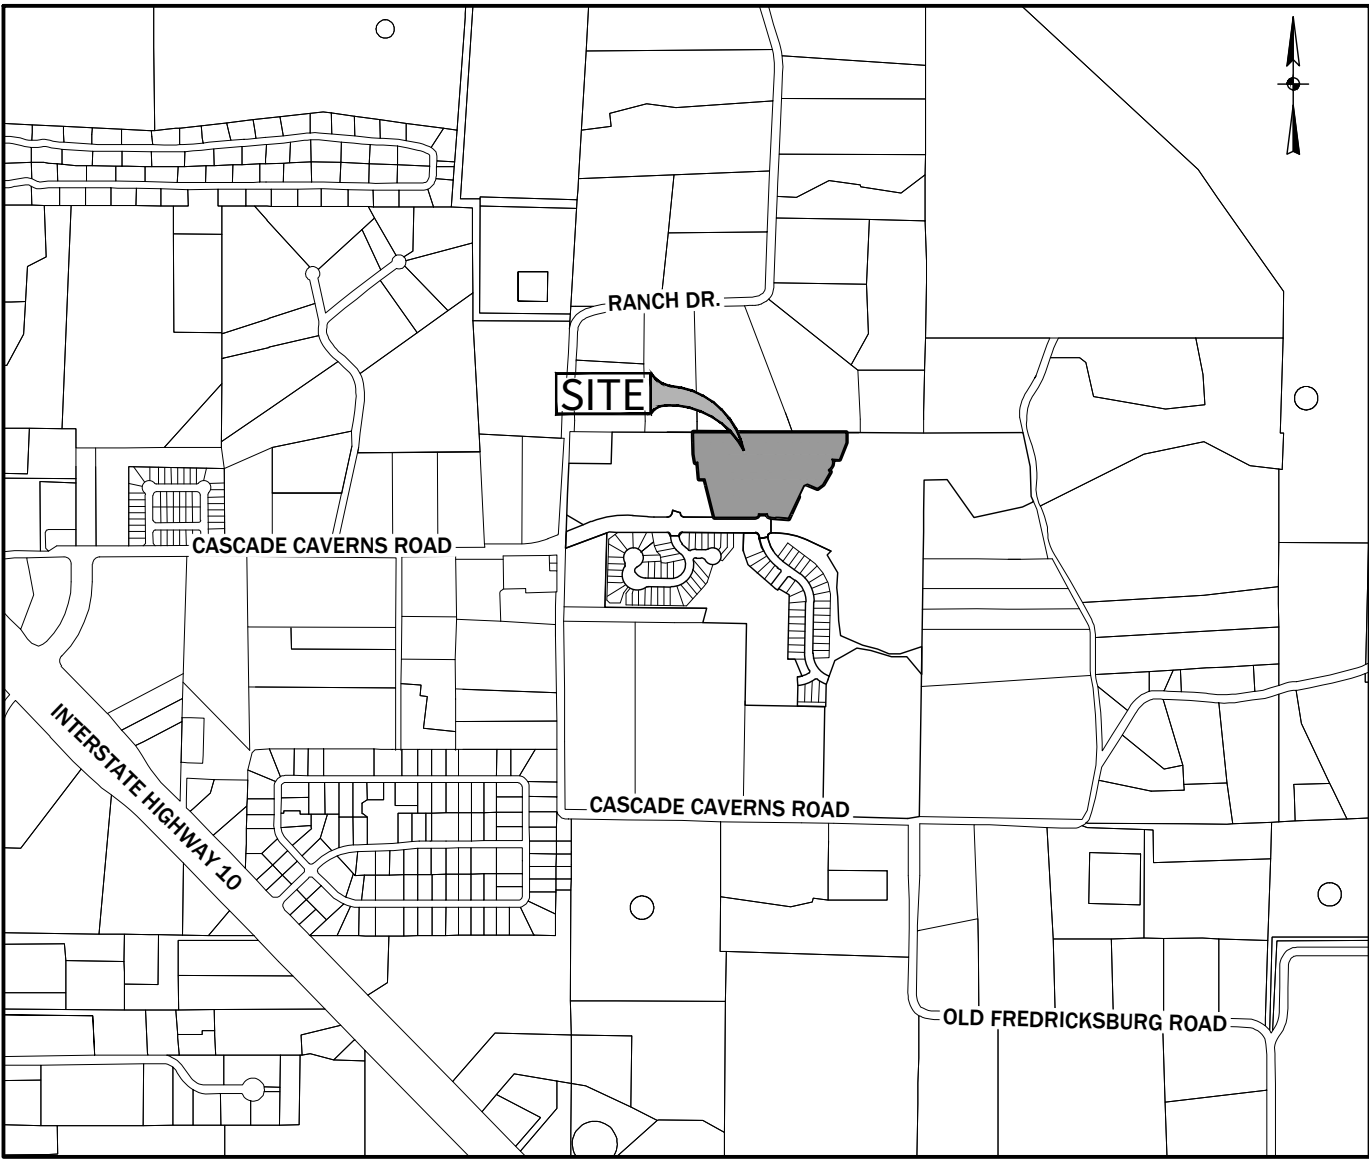 RANCH DR.
SITE
CASCADE CAVERNS ROAD
INTERSTATE HIGHWAY 10
CASCADE CAVERNS ROAD
OLD FREDRICKSBURG ROAD